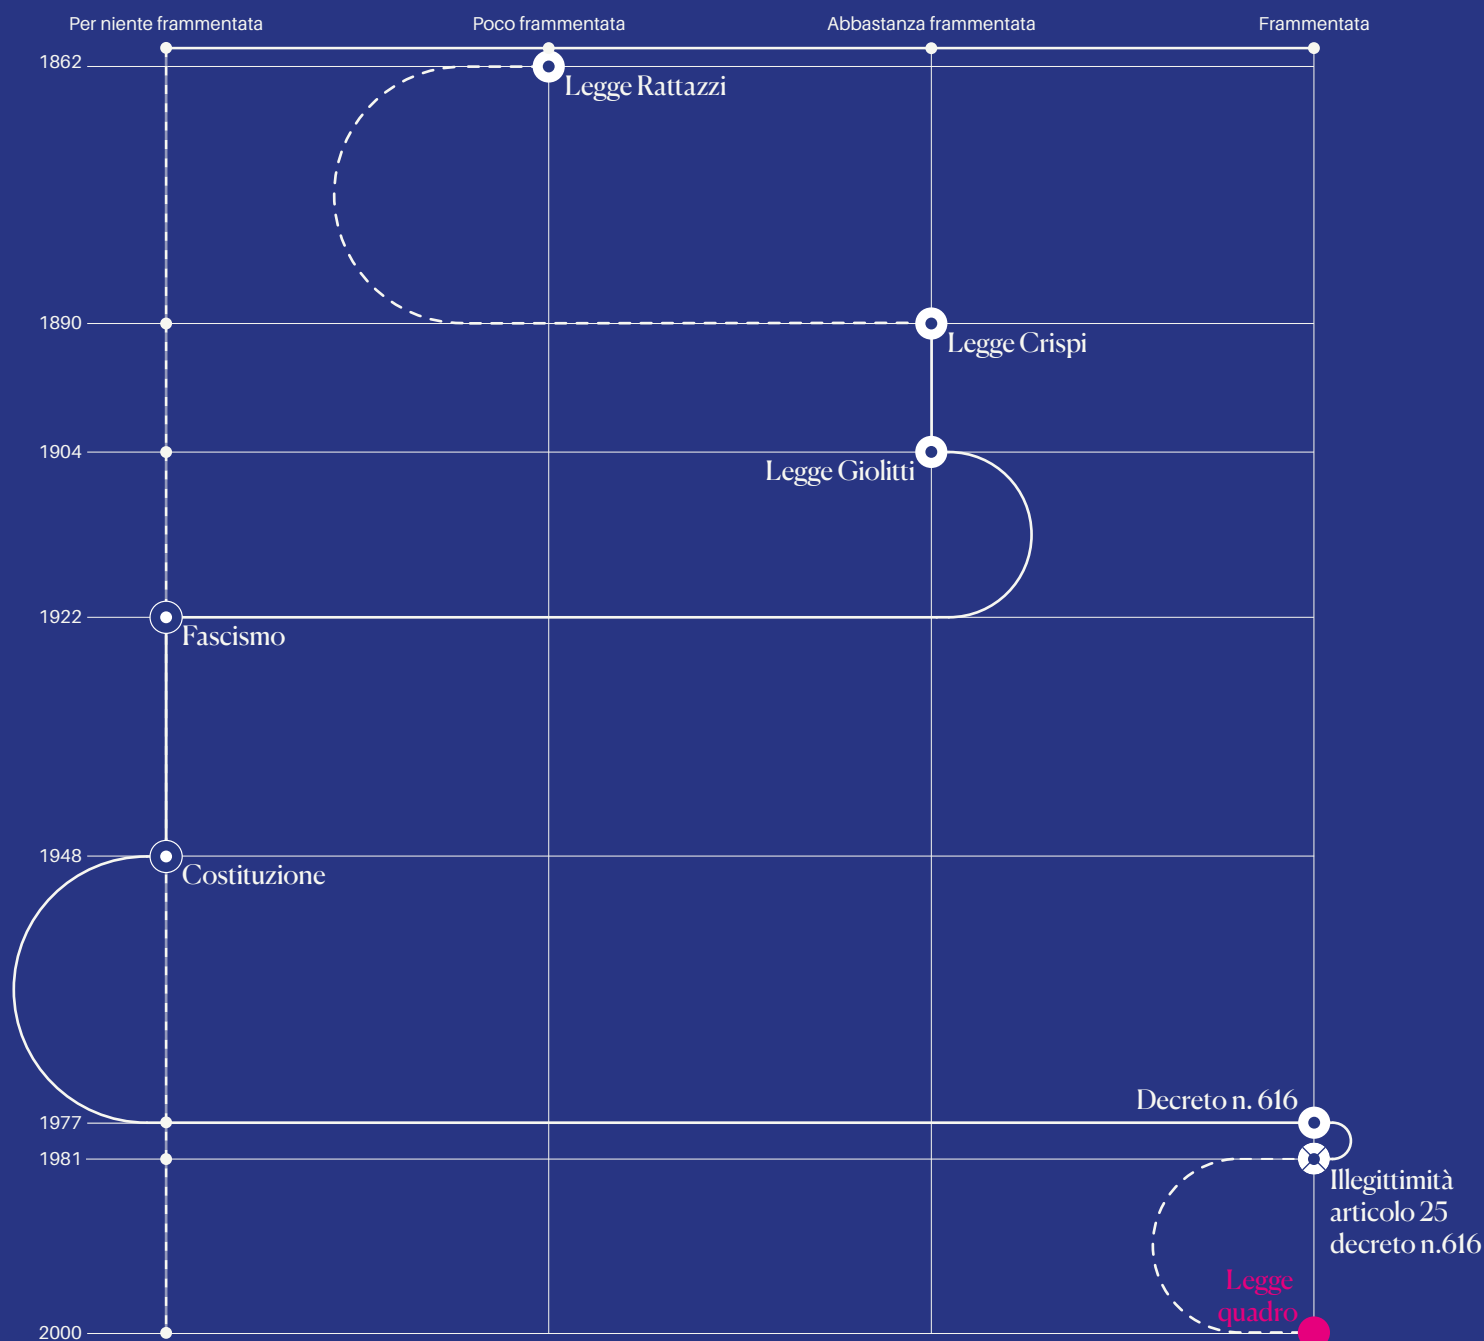 Per niente frammentata
Poco frammentata
Abbastanza frammentata
Frammentata
1862
Legge Rattazzi
1890
Legge Crispi
1904
Legge Giolitti
1922
Fascismo
1948
Costituzione
Decreto n. 616
1977
1981
Illegittimità
articolo 25
decreto n.616
Legge
quadro
2000